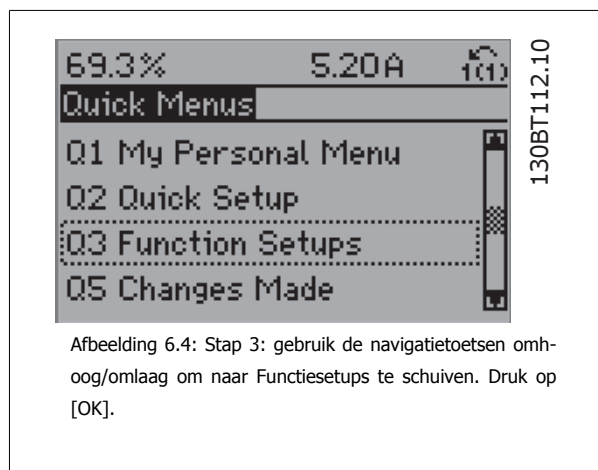 69.3%
5.20A
1(1)
Quick Menus
Q1 My Personal Menu
Q2 Quick Setup
Q3 Function Setups
Q5 Changes Made
130BT112.10
Afbeelding 6.4: Stap 3: gebruik de navigatietoetsen omh-
oog/omlaag om naar Functiesetups te schuiven. Druk op
[OK].